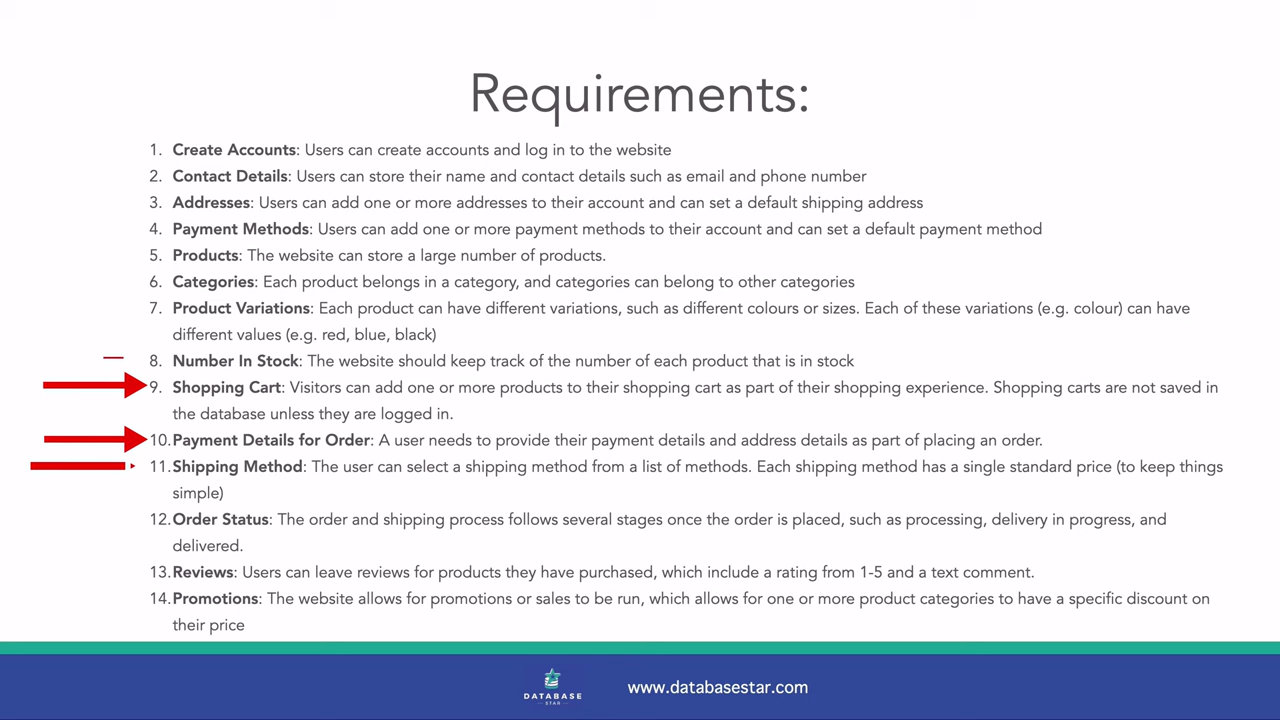 Requirements:
1. Create Accounts: Users can create accounts and log in to the website
2. Contact Details: Users can store their name and contact details such as email and phone number
3. Addresses: Users can add one or more addresses to their account and can set a default shipping address
4. Payment Methods: Users can add one or more payment methods to their account and can set a default payment method
5. Products: The website can store a large number of products.
6. Categories: Each product belongs in a category, and categories can belong to other categories
7. Product Variations: Each product can have different variations, such as different colours or sizes. Each of these variations (e.g. colour) can have
different values (e.g. red, blue, black)
8. Number In Stock: The website should keep track of the number of each product that is in stock
9. Shopping Cart: Visitors can add one or more products to their shopping cart as part of their shopping experience. Shopping carts are not saved in
the database unless they are logged in.
10. Payment Details for Order: A user needs to provide their payment details and address details as part of placing an order.
11. Shipping Method: The user can select a shipping method from a list of methods. Each shipping method has a single standard price (to keep things
simple)
12. Order Status: The order and shipping process follows several stages once the order is placed, such as processing, delivery in progress, and
delivered.
13. Reviews: Users can leave reviews for products they have purchased, which include a rating from 1-5 and a text comment.
14. Promotions: The website allows for promotions or sales to be run, which allows for one or more product categories to have a specific discount on
their price
DATABASE
STAR
www.databasestar.com